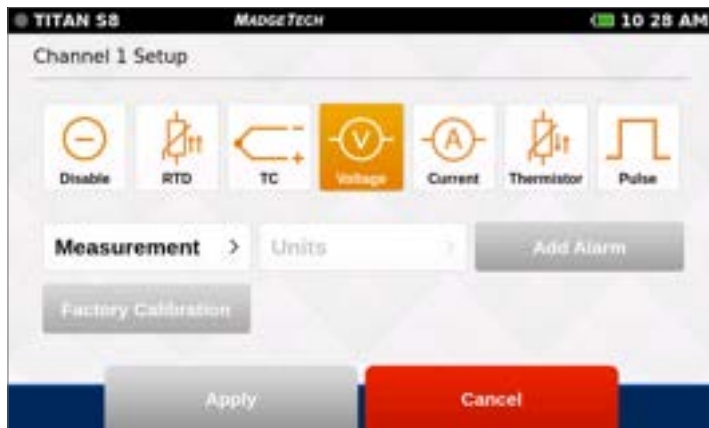 TITAN S8 MADGETECH 10 28 AM
Channel 1 Setup
Disable RTD TC Voltage Current Thermistor Pulse
Measurement > Units > Add Alarm
Factory Calibration
Apply Cancel